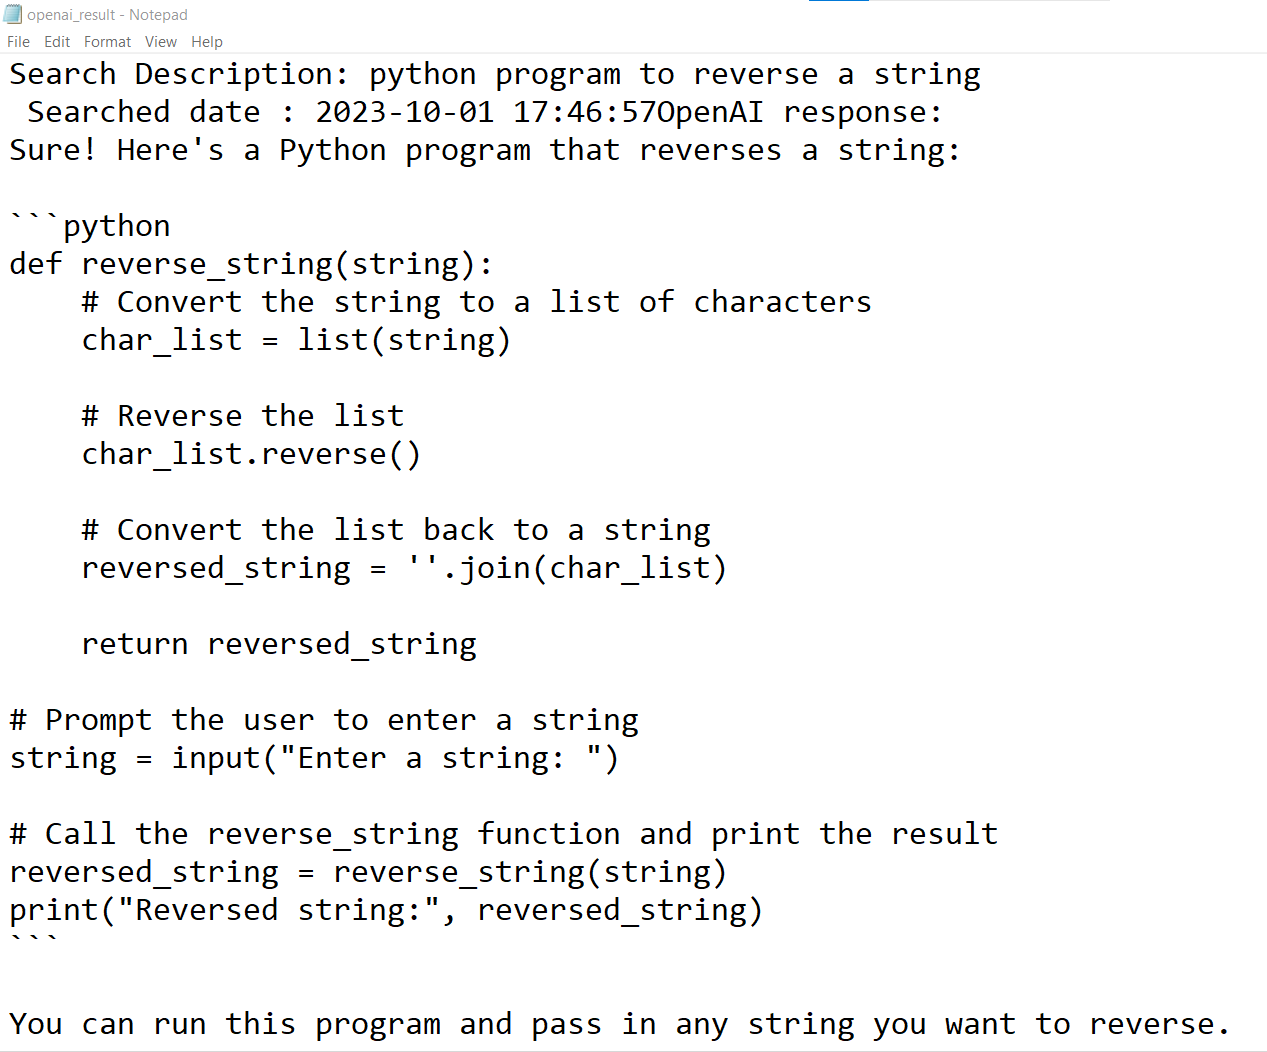 openai_result - Notepad
File Edit Format View Help
Search Description: python program to reverse a string
 Searched date : 2023-10-01 17:46:57OpenAI response:
Sure! Here's a Python program that reverses a string:

```python
def reverse_string(string):
    # Convert the string to a list of characters
    char_list = list(string)

    # Reverse the list
    char_list.reverse()

    # Convert the list back to a string
    reversed_string = ''.join(char_list)

    return reversed_string

# Prompt the user to enter a string
string = input("Enter a string: ")

# Call the reverse_string function and print the result
reversed_string = reverse_string(string)
print("Reversed string:", reversed_string)
```

You can run this program and pass in any string you want to reverse.